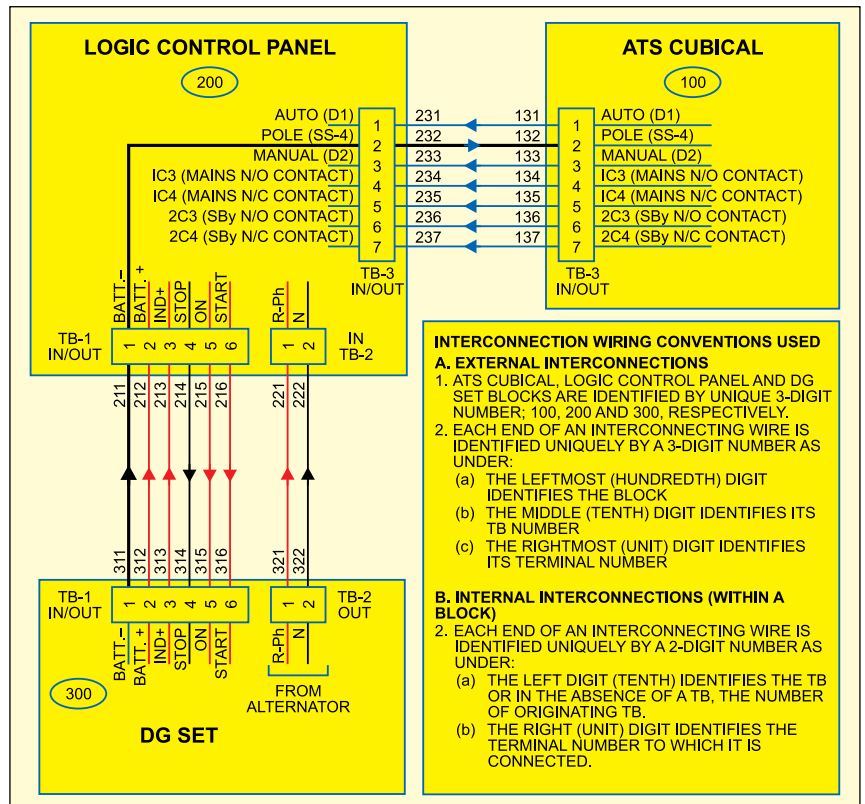 LOGIC CONTROL PANEL
200
AUTO (D1)
POLE (SS-4)
MANUAL (D2)
IC3 (MAINS N/O CONTACT)
IC4 (MAINS N/C CONTACT)
2C3 (SBy N/O CONTACT)
2C4 (SBy N/C CONTACT)
1
2
3
4
5
6
7
TB-3
IN/OUT
231
232
233
234
235
236
237
131
132
133
134
135
136
137
ATS CUBICAL
100
1
2
3
4
5
6
7
AUTO (D1)
POLE (SS-4)
MANUAL (D2)
IC3 (MAINS N/O CONTACT)
IC4 (MAINS N/C CONTACT)
2C3 (SBy N/O CONTACT)
2C4 (SBy N/C CONTACT)
TB-3
IN/OUT
BATT.–
BATT. +
IND+
STOP
ON
START
R-Ph
N
TB-1
IN/OUT
1 2 3 4 5 6
1 2
IN
TB-2
211
212
213
214
215
216
221
222
311
312
313
314
315
316
321
322
TB-1
IN/OUT
1 2 3 4 5 6
1 2
TB-2
OUT
BATT.–
BATT. +
IND+
STOP
ON
START
R-Ph
N
300
FROM
ALTERNATOR
DG SET
INTERCONNECTION WIRING CONVENTIONS USED
A. EXTERNAL INTERCONNECTIONS
1. ATS CUBICAL, LOGIC CONTROL PANEL AND DG
SET BLOCKS ARE IDENTIFIED BY UNIQUE 3-DIGIT
NUMBER; 100, 200 AND 300, RESPECTIVELY.
2. EACH END OF AN INTERCONNECTING WIRE IS
IDENTIFIED UNIQUELY BY A 3-DIGIT NUMBER AS
UNDER:
(a) THE LEFTMOST (HUNDREDTH) DIGIT
IDENTIFIES THE BLOCK
(b) THE MIDDLE (TENTH) DIGIT IDENTIFIES ITS
TB NUMBER
(c) THE RIGHTMOST (UNIT) DIGIT IDENTIFIES
ITS TERMINAL NUMBER
B. INTERNAL INTERCONNECTIONS (WITHIN A
BLOCK)
2. EACH END OF AN INTERCONNECTING WIRE IS
IDENTIFIED UNIQUELY BY A 2-DIGIT NUMBER AS
UNDER:
(a) THE LEFT DIGIT (TENTH) IDENTIFIES THE TB
OR IN THE ABSENCE OF A TB, THE NUMBER
OF ORIGINATING TB.
(b) THE RIGHT (UNIT) DIGIT IDENTIFIES THE
TERMINAL NUMBER TO WHICH IT IS
CONNECTED.